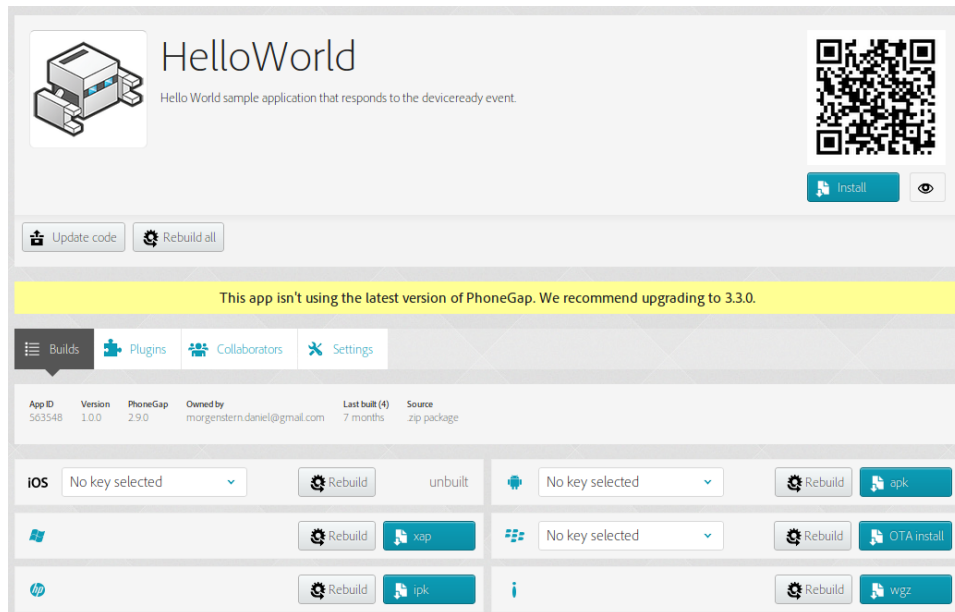 HelloWorld
Hello World sample application that responds to the deviceready event.
Install
Update code
Rebuild all
This app isn't using the latest version of PhoneGap. We recommend upgrading to 3.3.0.
Builds Plugins Collaborators Settings
App ID Version PhoneGap Owned by Last built (4) Source
563548 1.0.0 2.9.0 morgenstern.daniel@gmail.com 7 months .zip package
iOS No key selected Rebuild unbuilt
No key selected Rebuild apk
Rebuild xap
No key selected Rebuild OTA install
hp Rebuild ipk
Rebuild wgz